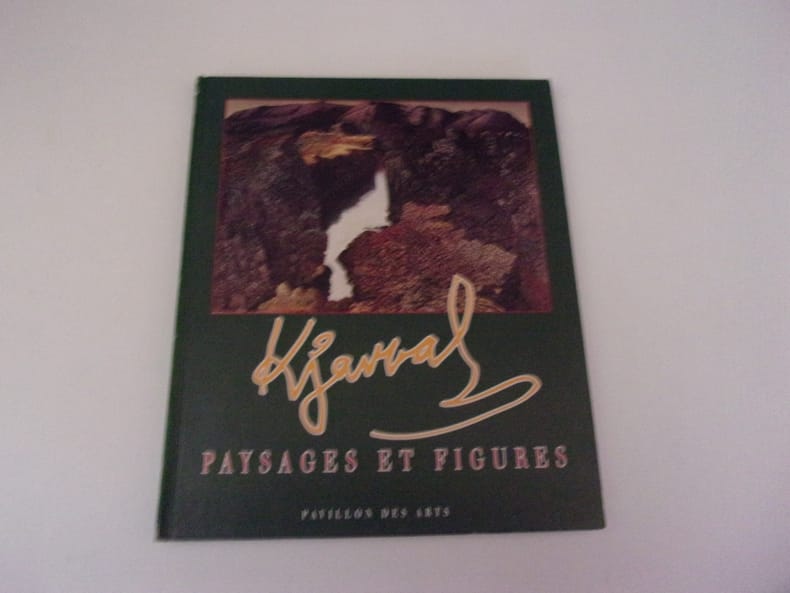 Kjarval
PAYSAGES ET FIGURES
PAVILLON DES ARTS